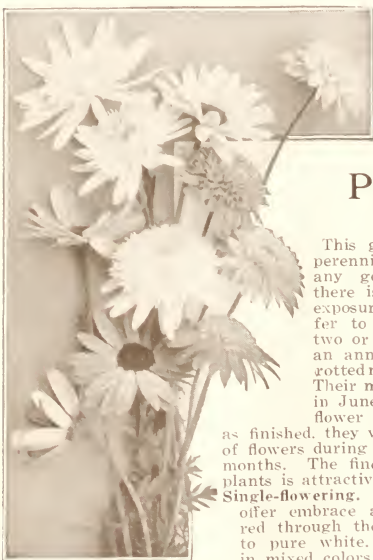 P
This g
perenni
any ge
there is
exposur
fer to
two or
an ann
rotted m
Their m
in June
flower
as finished. they v
of flowers during
months. The fine
plants is attractiv
Single-flowering.
offer embrace a
red through the
to pure white.
in mixed colors